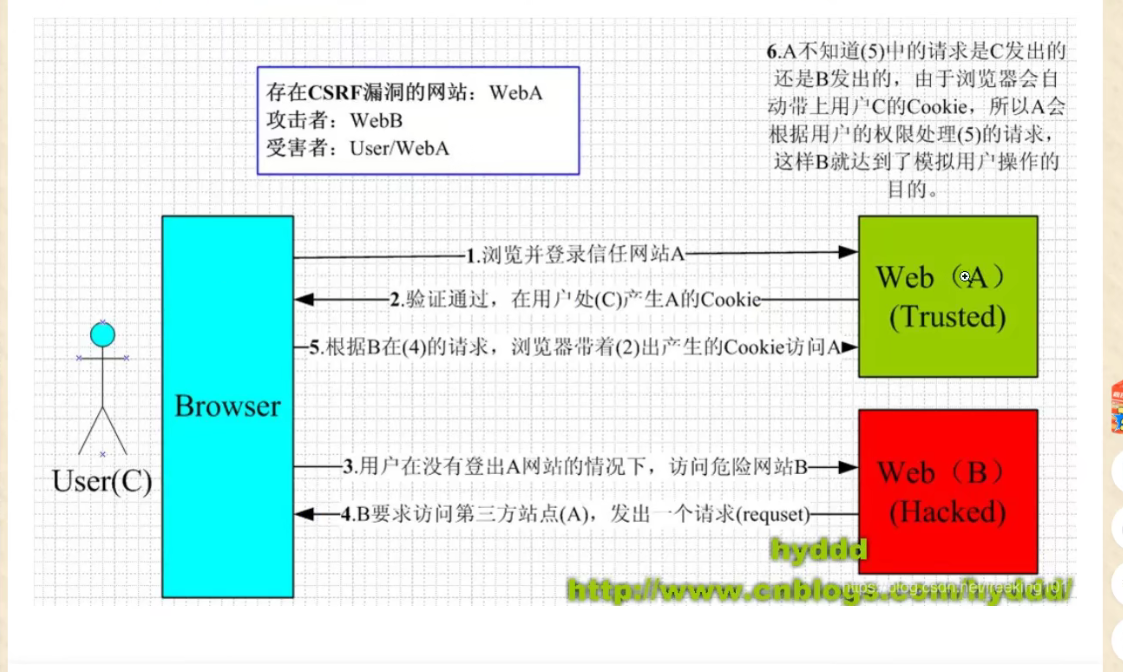 存在CSRF漏洞的网站：WebA
攻击者：WebB
受害者：User/WebA
6.A不知道(5)中的请求是C发出的
还是B发出的，由于浏览器会自
动带上用户C的Cookie，所以A会
根据用户的权限处理(5)的请求，
这样B就达到了模拟用户操作的
目的。
1.浏览并登录信任网站A
2.验证通过，在用户处(C)产生A的Cookie
5.根据B在(4)的请求，浏览器带着(2)出产生的Cookie访问A
3.用户在没有登出A网站的情况下，访问危险网站B
4.B要求访问第三方站点(A)，发出一个请求(requset)
User(C)
Browser
Web（A）
(Trusted)
Web（B）
(Hacked)
hyddd
http://www.cnblogs.com/hyddd/